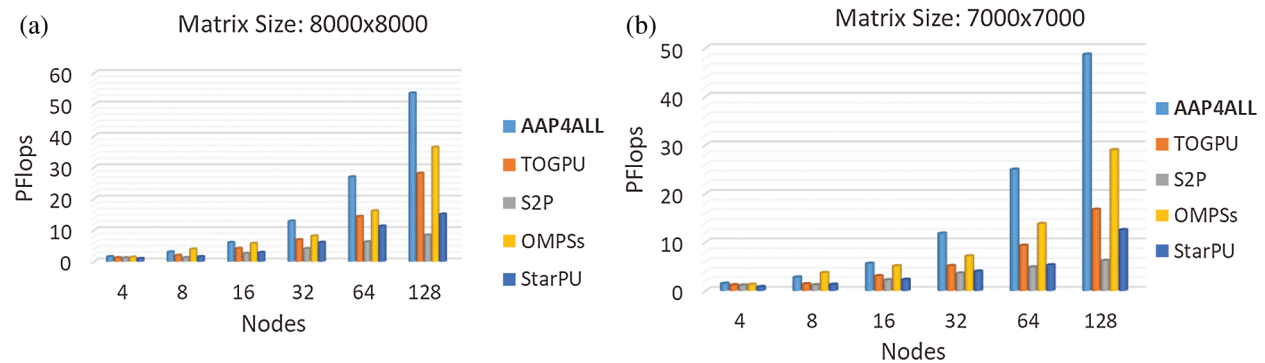 (a)
Matrix Size: 8000x8000
60
50
40
30
20
10
0
PFlops
4 8 16 32 64 128
Nodes
AAP4ALL
TOGPU
S2P
OMPSs
StarPU
(b)
Matrix Size: 7000x7000
50
40
30
20
10
0
PFlops
4 8 16 32 64 128
Nodes
AAP4ALL
TOGPU
S2P
OMPSs
StarPU